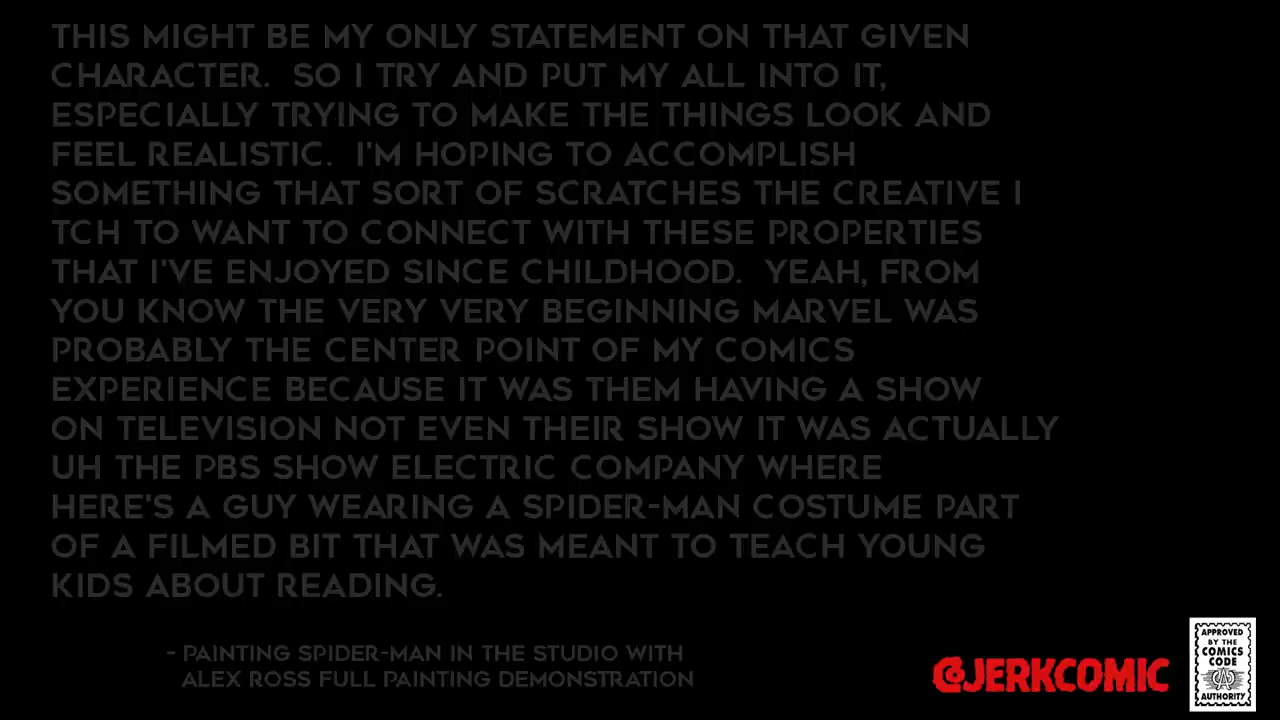 THIS MIGHT BE MY ONLY STATEMENT ON THAT GIVEN
CHARACTER. SO I TRY AND PUT MY ALL INTO IT,
ESPECIALLY TRYING TO MAKE THE THINGS LOOK AND
FEEL REALISTIC. I'M HOPING TO ACCOMPLISH
SOMETHING THAT SORT OF SCRATCHES THE CREATIVE I
TCH TO WANT TO CONNECT WITH THESE PROPERTIES
THAT I'VE ENJOYED SINCE CHILDHOOD. YEAH, FROM
YOU KNOW THE VERY VERY BEGINNING MARVEL WAS
PROBABLY THE CENTER POINT OF MY COMICS
EXPERIENCE BECAUSE IT WAS THEM HAVING A SHOW
ON TELEVISION NOT EVEN THEIR SHOW IT WAS ACTUALLY
UH THE PBS SHOW ELECTRIC COMPANY WHERE
HERE'S A GUY WEARING A SPIDER-MAN COSTUME PART
OF A FILMED BIT THAT WAS MEANT TO TEACH YOUNG
KIDS ABOUT READING.
- PAINTING SPIDER-MAN IN THE STUDIO WITH
ALEX ROSS FULL PAINTING DEMONSTRATION
@JERKCOMIC
APPROVED
BY THE
COMICS
CODE
CA
AUTHORITY